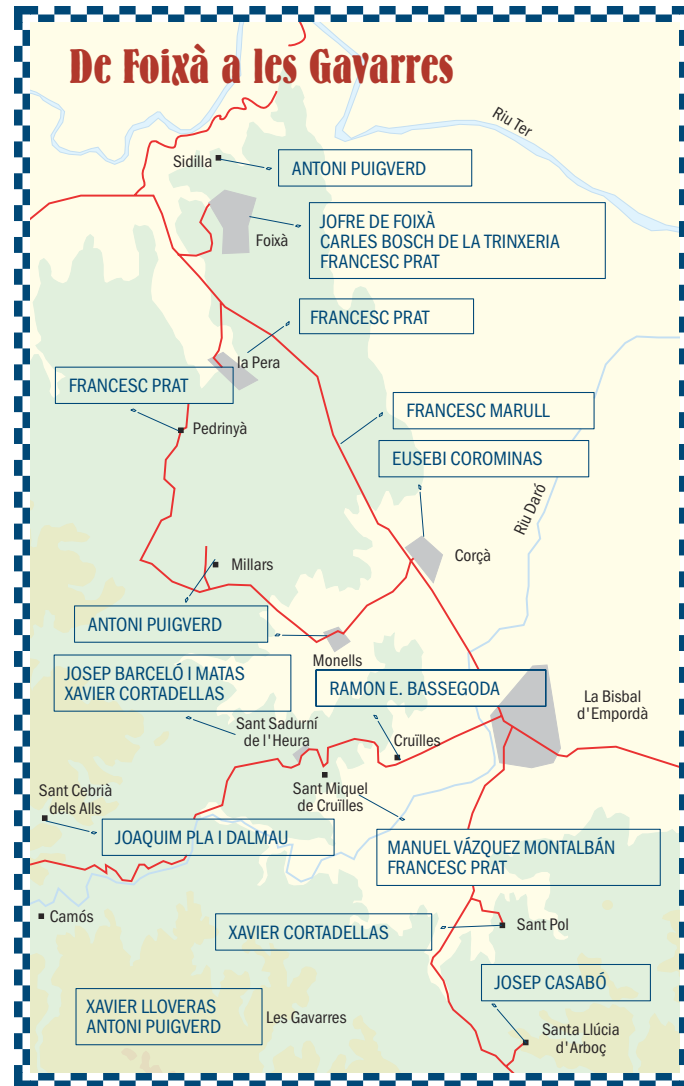 De Foixà a les Gavarres
Riu Ter
Sidilla
ANTONI PUIGVERD
JOFRE DE FOIXÀ
CARLES BOSCH DE LA TRINXERIA
FRANCESC PRAT
Foixà
FRANCESC PRAT
la Pera
FRANCESC PRAT
Pedrinyà
FRANCESC MARULL
EUSEBI COROMINAS
Riu Daró
Corçà
Millars
ANTONI PUIGVERD
Monells
JOSEP BARCELÓ I MATAS
XAVIER CORTADELLAS
RAMON E. BASSEGODA
La Bisbal
d'Empordà
Sant Sadurní
de l'Heura
Cruïlles
Sant Miquel
de Cruïlles
Sant Cebrià
dels Alls
JOAQUIM PLA I DALMAU
MANUEL VÁZQUEZ MONTALBÁN
FRANCESC PRAT
Camós
XAVIER CORTADELLAS
Sant Pol
JOSEP CASABÓ
XAVIER LLOVERAS
ANTONI PUIGVERD
Les Gavarres
Santa Llúcia
d'Arboç